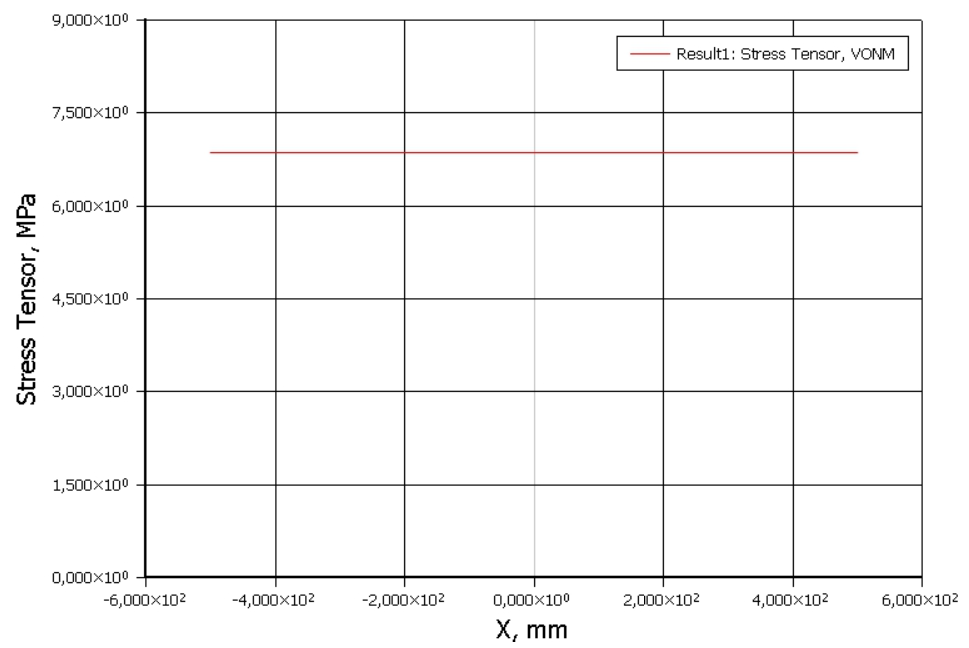 9,000×10⁰
Result1: Stress Tensor, VONM
7,500×10⁰
6,000×10⁰
4,500×10⁰
3,000×10⁰
1,500×10⁰
0,000×10⁰
Stress Tensor, MPa
-6,000×10² -4,000×10² -2,000×10² 0,000×10⁰ 2,000×10² 4,000×10² 6,000×10²
X, mm